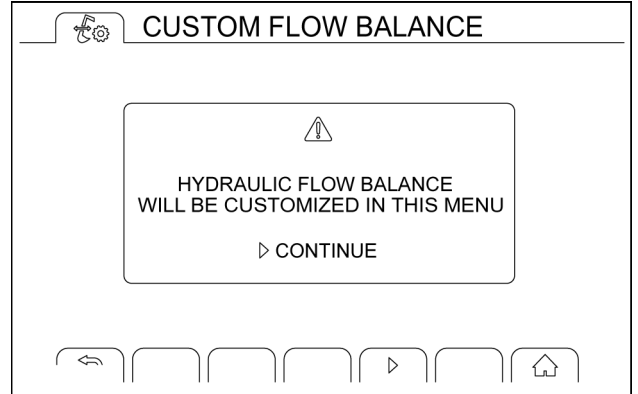 CUSTOM FLOW BALANCE
HYDRAULIC FLOW BALANCE
WILL BE CUSTOMIZED IN THIS MENU
CONTINUE